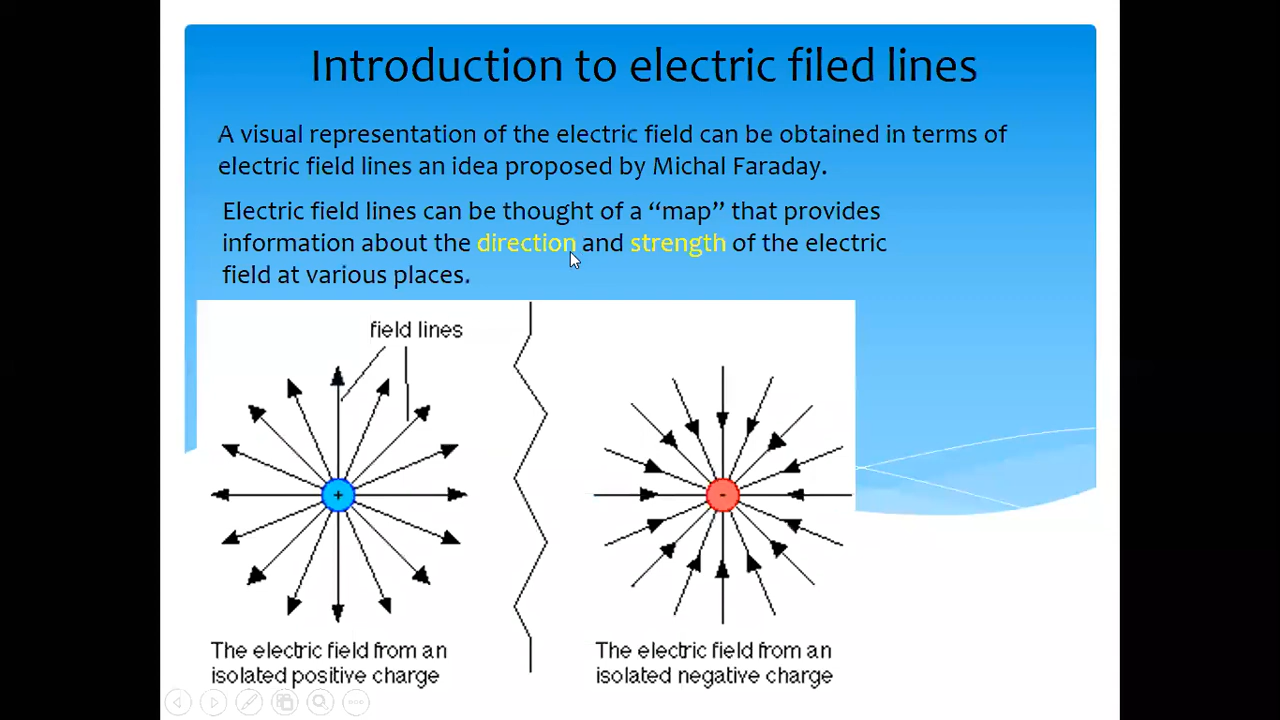 Introduction to electric filed lines
A visual representation of the electric field can be obtained in terms of
electric field lines an idea proposed by Michal Faraday.
Electric field lines can be thought of a “map” that provides
information about the direction and strength of the electric
field at various places.
field lines
+
-
The electric field from an
isolated positive charge
The electric field from an
isolated negative charge